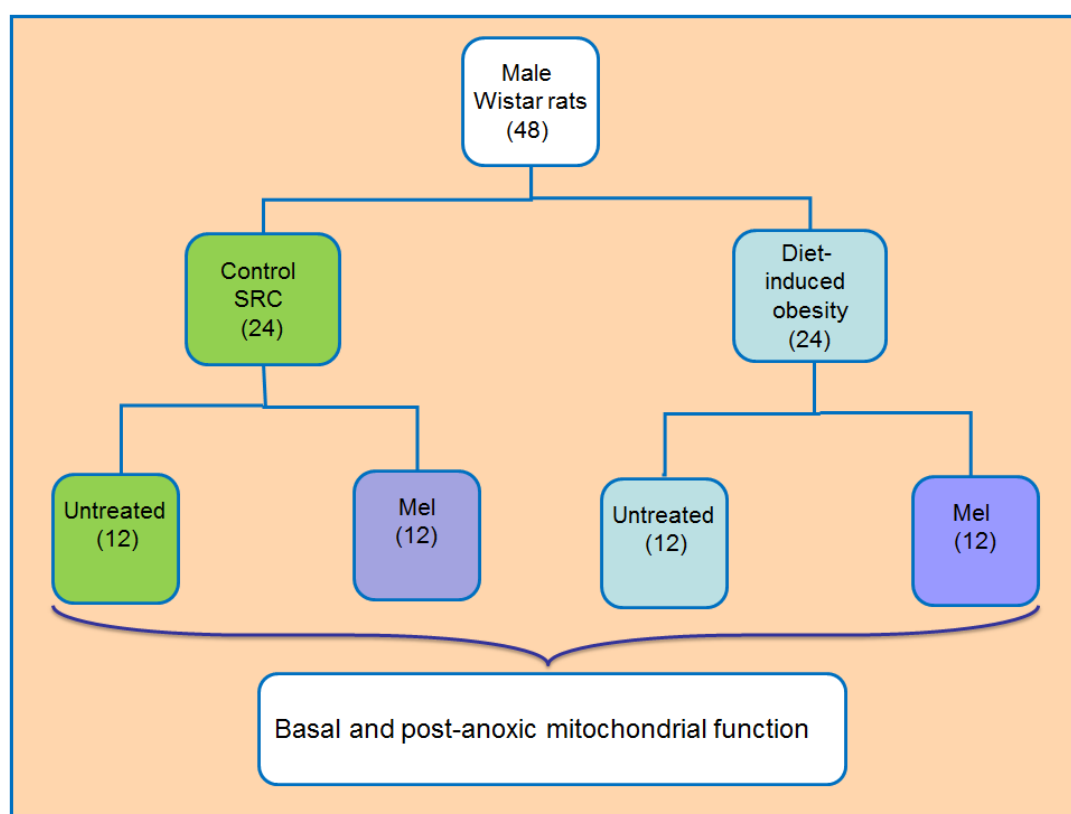 Male
Wistar rats
(48)
Control
SRC
(24)
Diet-
induced
obesity
(24)
Untreated
(12)
Mel
(12)
Untreated
(12)
Mel
(12)
Basal and post-anoxic mitochondrial function